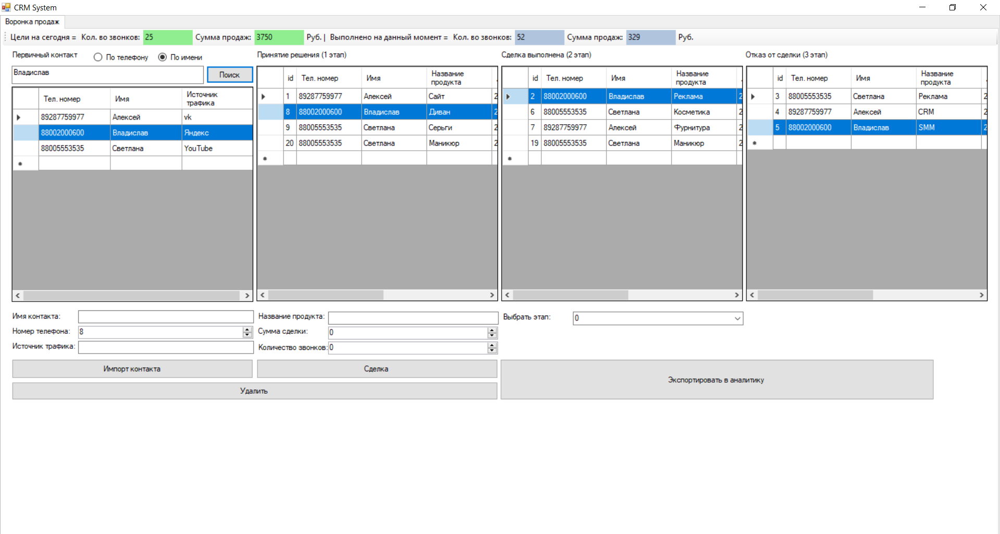 CRM System
Воронка продаж
Цели на сегодня = Кол. во звонков: 25 Сумма продаж: 3750 Руб. | Выполнено на данный момент = Кол. во звонков: 52 Сумма продаж: 329 Руб.
Первичный контакт По телефону По имени
Владислав Поиск
Тел. номер Имя Источник трафика
89287759977 Алексей vk
88002000600 Владислав Яндекс
88005553535 Светлана YouTube
Принятие решения (1 этап)
id Тел. номер Имя Название продукта
1 89287759977 Алексей Сайт 2
8 88002000600 Владислав Диван 2
9 88005553535 Светлана Серьги 2
20 88005553535 Светлана Маникюр 2
Сделка выполнена (2 этап)
id Тел. номер Имя Название продукта
2 88002000600 Владислав Реклама 2
6 88005553535 Светлана Косметика 2
7 89287759977 Алексей Фурнитура 2
19 88005553535 Светлана Маникюр 2
Отказ от сделки (3 этап)
id Тел. номер Имя Название продукта
3 88005553535 Светлана Реклама 2
4 89287759977 Алексей CRM 2
5 88002000600 Владислав SMM 2
Имя контакта:
Номер телефона: 8
Источник трафика:
Название продукта:
Сумма сделки: 0
Количество звонков: 0
Выбрать этап: 0
Импорт контакта
Сделка
Удалить
Экспортировать в аналитику